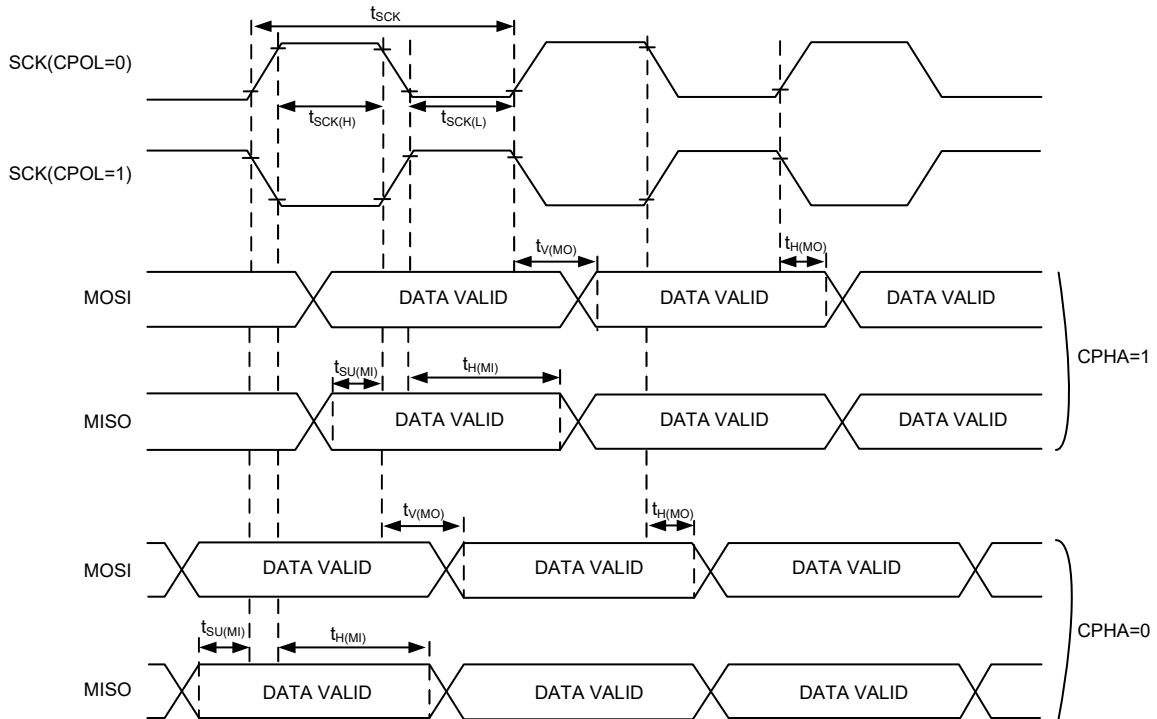 tSCK
SCK(CPOL=0)
tSCK(H)
tSCK(L)
SCK(CPOL=1)
tV(MO)
tH(MO)
MOSI
DATA VALID
DATA VALID
DATA VALID
CPHA=1
tSU(MI)
tH(MI)
MISO
DATA VALID
DATA VALID
DATA VALID
tV(MO)
tH(MO)
MOSI
DATA VALID
DATA VALID
DATA VALID
CPHA=0
tSU(MI)
tH(MI)
MISO
DATA VALID
DATA VALID
DATA VALID